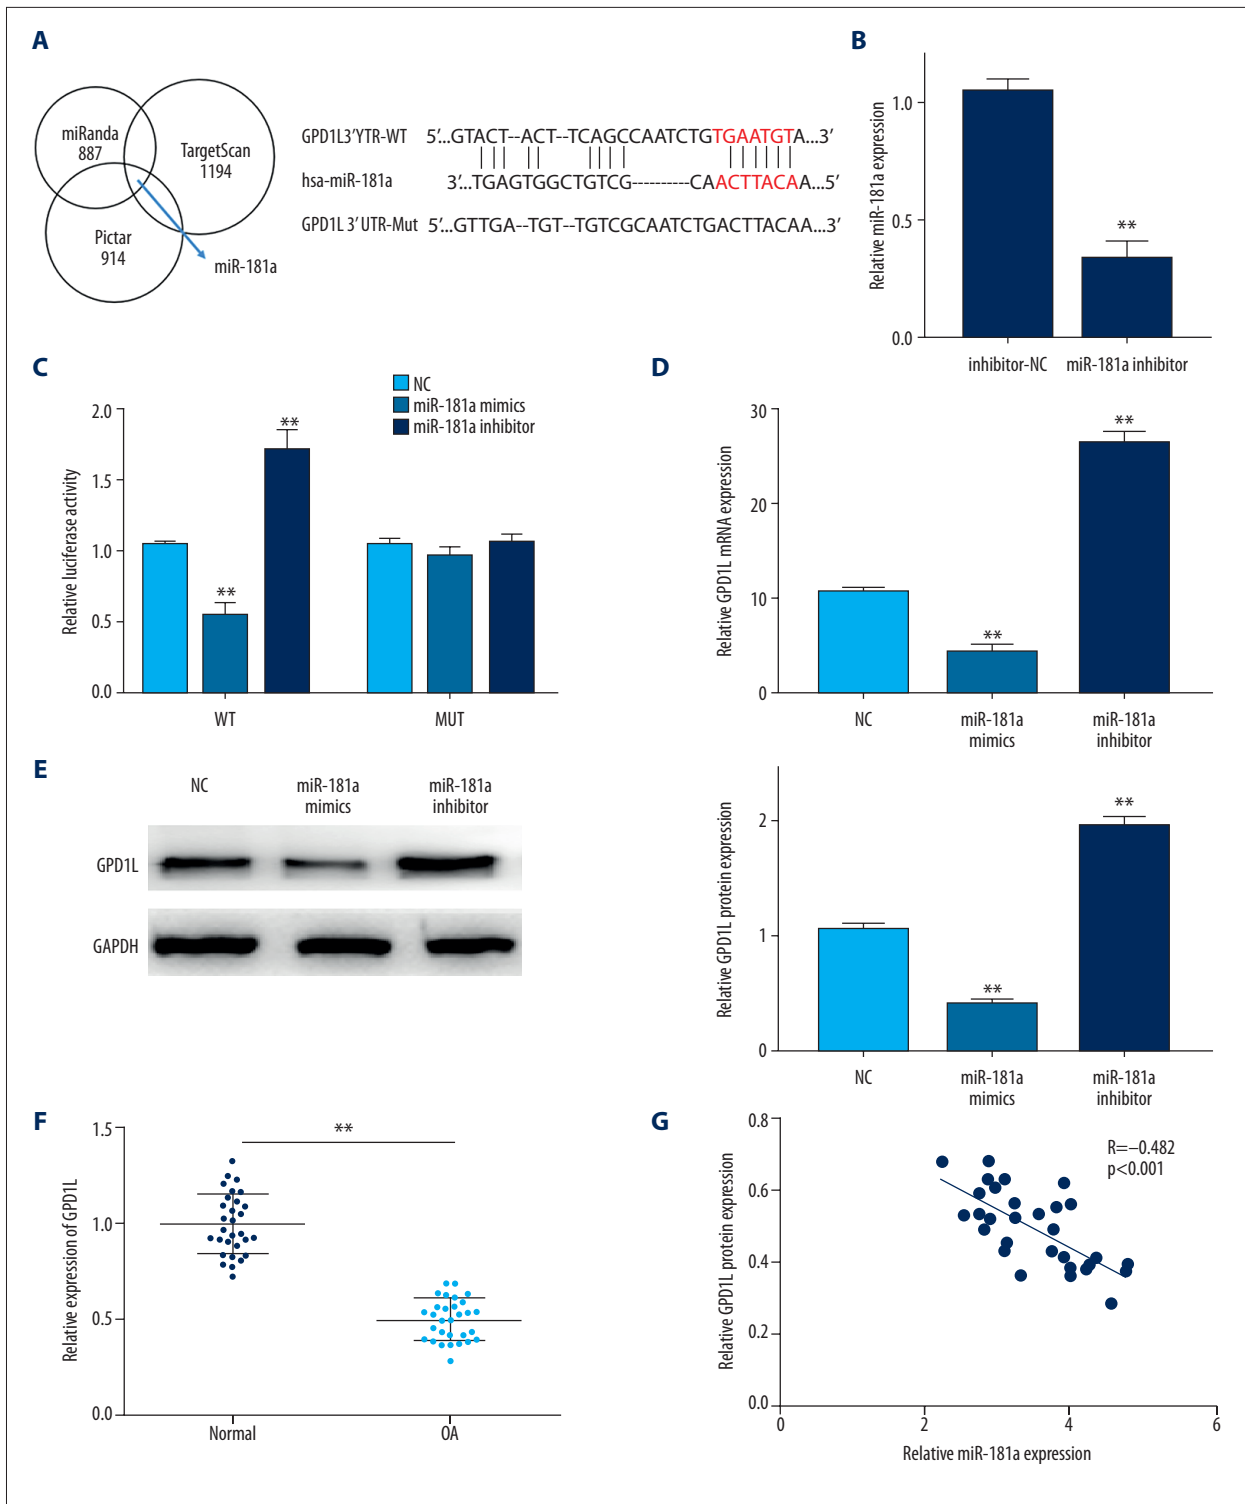 A
miRanda
887
TargetScan
1194
Pictar
914
miR-181a
GPD1L3'YTR-WT 5'...GTACT--ACT--TCAGCCAATCTGTGAATGTA...3'
hsa-miR-181a 3'...TGAGTGGCTGTCG----------CAACTTACAA...5'
GPD1L 3' UTR-Mut 5'...GTTGA--TGT--TGTCGCAATCTGACTTACAA...3'
B
Relative miR-181a expression
1.0
0.5
0.0
**
inhibitor-NC miR-181a inhibitor
C
NC
miR-181a mimics
miR-181a inhibitor
Relative luciferase activity
2.0
1.5
1.0
0.5
0.0
**
**
WT MUT
D
Relative GPD1L mRNA expression
30
20
10
0
**
**
NC miR-181a miR-181a
mimics inhibitor
E
NC miR-181a miR-181a
mimics inhibitor
GPD1L
GAPDH
Relative GPD1L protein expression
2
1
0
**
**
NC miR-181a miR-181a
mimics inhibitor
F
Relative expression of GPD1L
1.5
1.0
0.5
0.0
**
Normal OA
G
Relative GPD1L protein expression
0.8
0.6
0.4
0.2
0.0
R=–0.482
p<0.001
0 2 4 6
Relative miR-181a expression